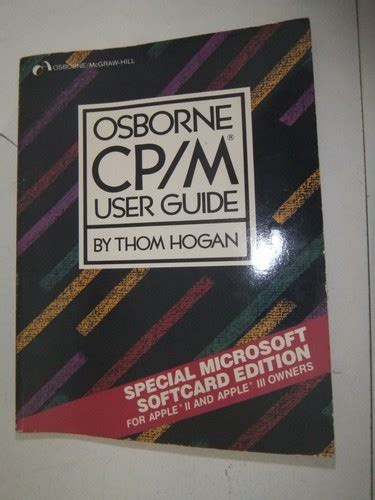 OSBORNE/McGRAW-HILL
OSBORNE
CP/M®
USER GUIDE
BY THOM HOGAN
SPECIAL MICROSOFT
SOFTCARD EDITION
FOR APPLE® II AND APPLE® III OWNERS